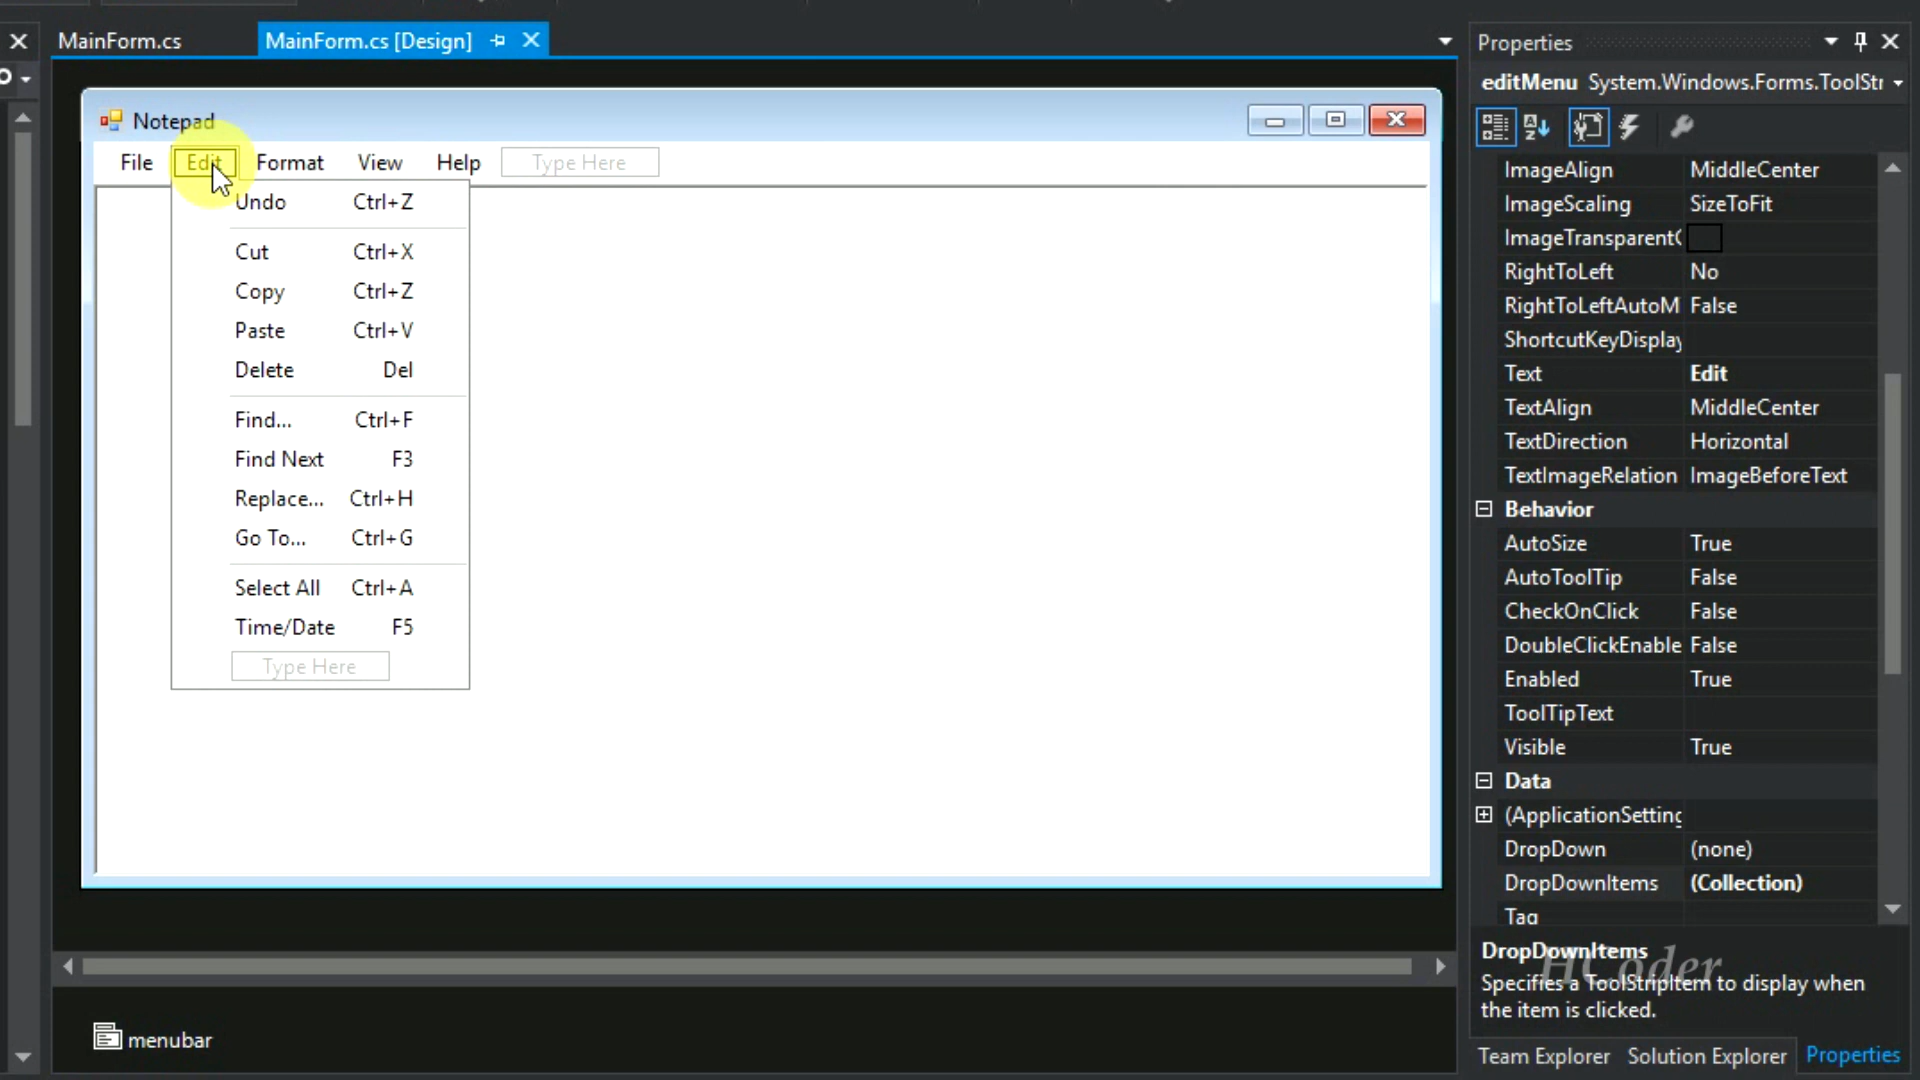 MainForm.cs
MainForm.cs [Design]
Properties
editMenu System.Windows.Forms.ToolStr
Notepad
File Edit Format View Help Type Here
Undo Ctrl+Z
Cut Ctrl+X
Copy Ctrl+Z
Paste Ctrl+V
Delete Del
Find... Ctrl+F
Find Next F3
Replace... Ctrl+H
Go To... Ctrl+G
Select All Ctrl+A
Time/Date F5
Type Here
menubar
ImageAlign MiddleCenter
ImageScaling SizeToFit
ImageTransparentC
RightToLeft No
RightToLeftAutoM False
ShortcutKeyDisplay
Text Edit
TextAlign MiddleCenter
TextDirection Horizontal
TextImageRelation ImageBeforeText
Behavior
AutoSize True
AutoToolTip False
CheckOnClick False
DoubleClickEnable False
Enabled True
ToolTipText
Visible True
Data
(ApplicationSetting
DropDown (none)
DropDownItems (Collection)
Tag
DropDownItems
HCoder
Specifies a ToolStripItem to display when
the item is clicked.
Team Explorer Solution Explorer Properties